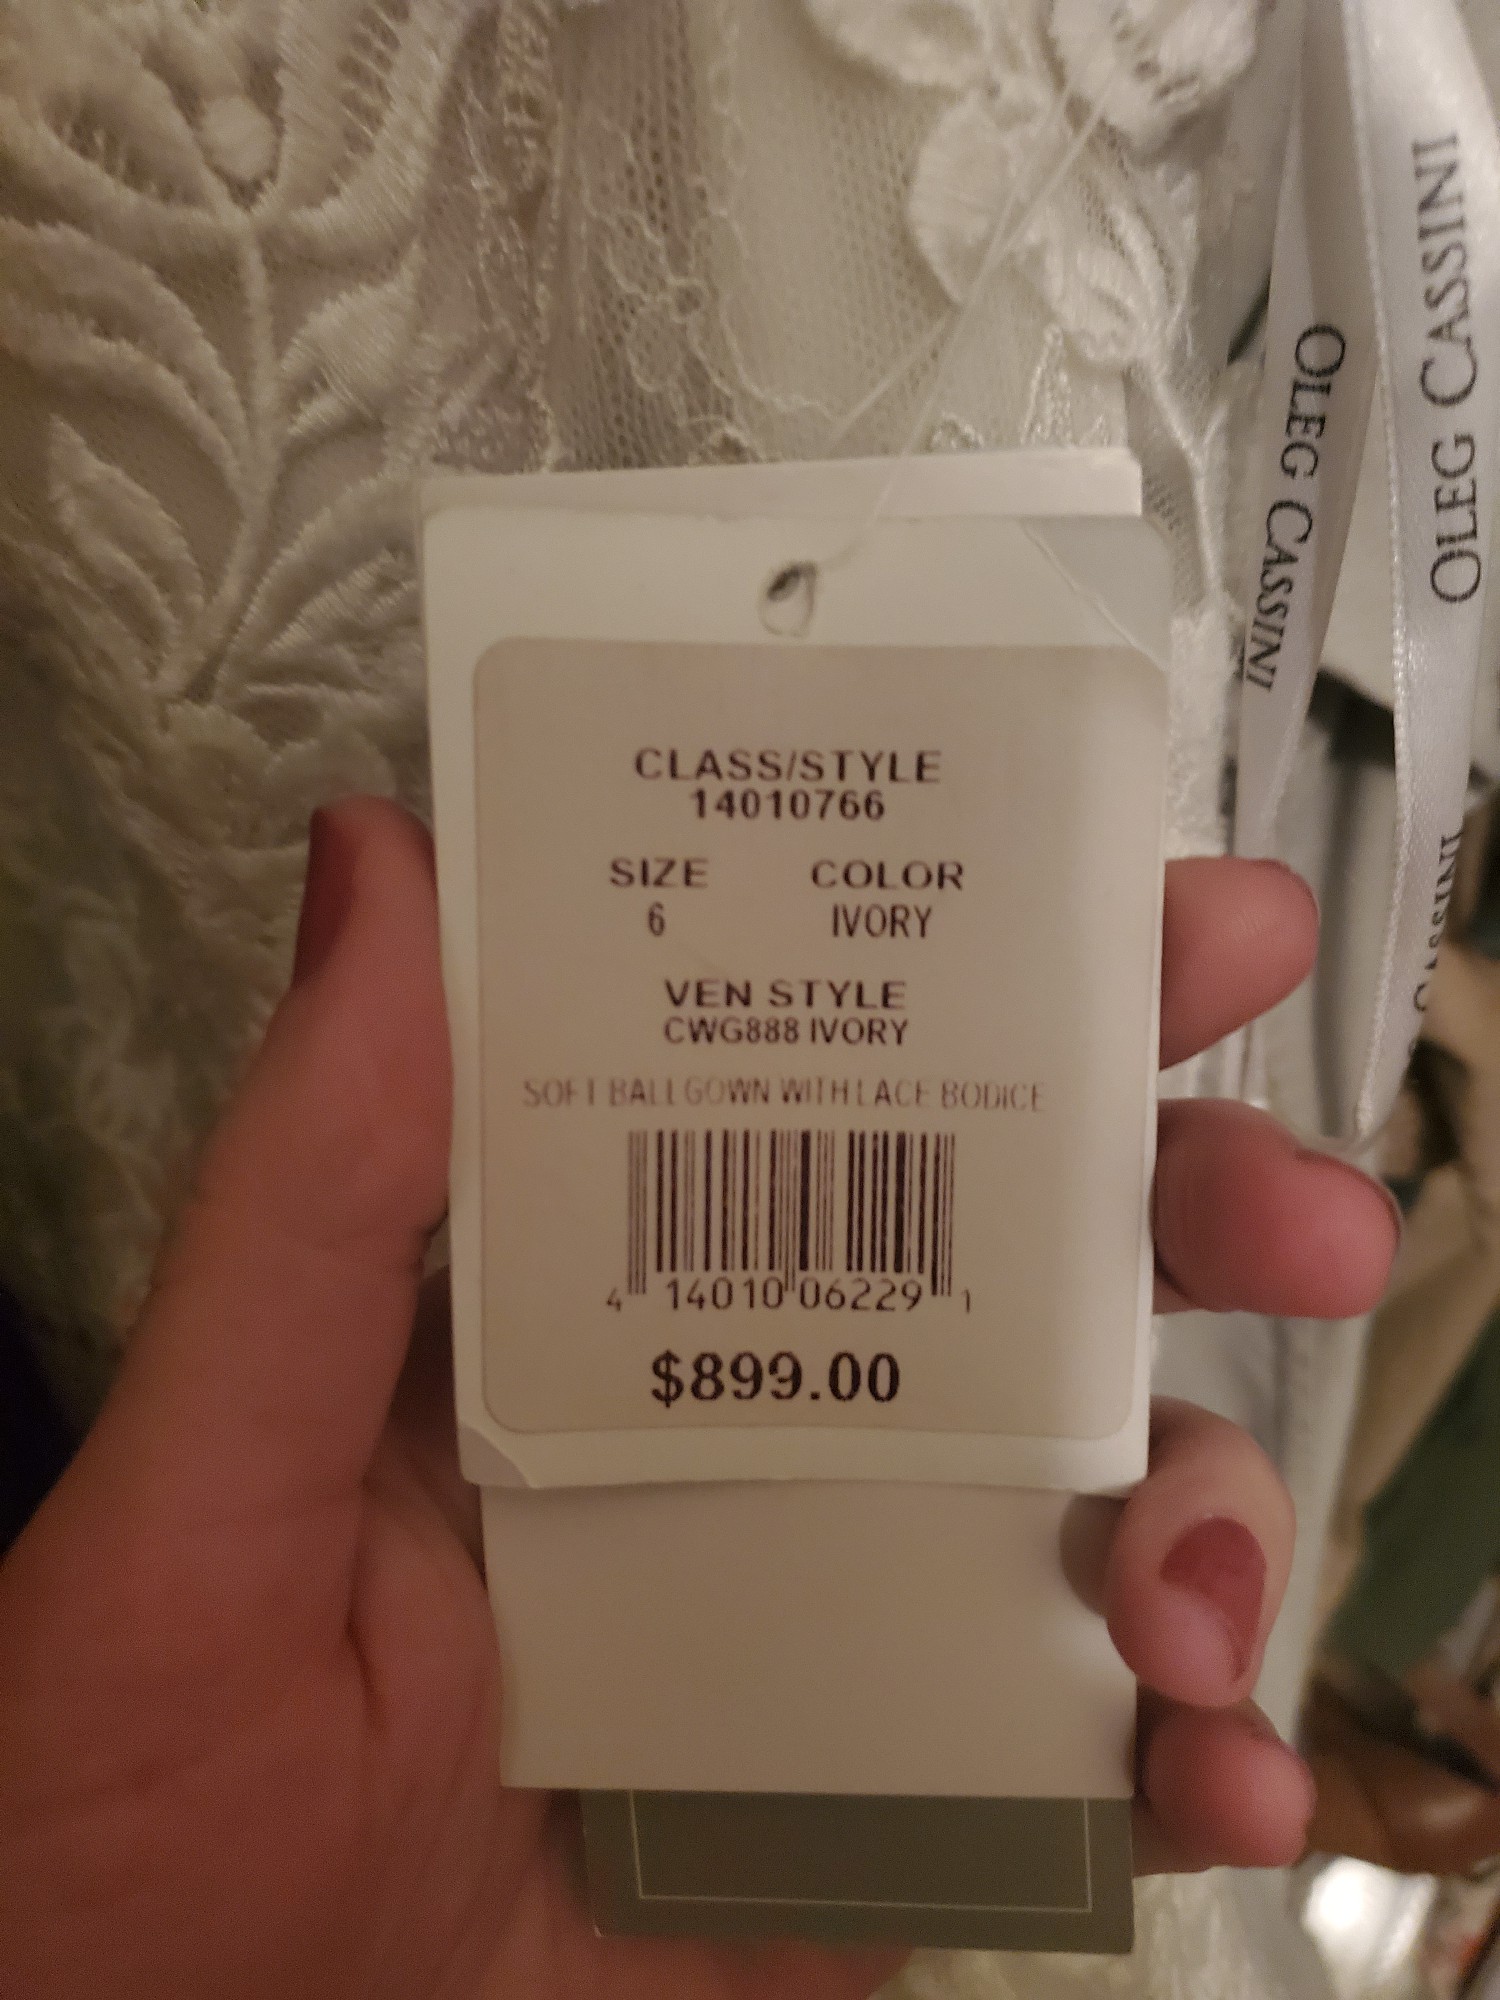 CLASS/STYLE
14010766
SIZE COLOR
6 IVORY
VEN STYLE
CWG888 IVORY
SOFT BALLGOWN WITH LACE BODICE
4 14010 06229 1
$899.00
OLEG CASSINI
OLEG CASSINI
CASSINI